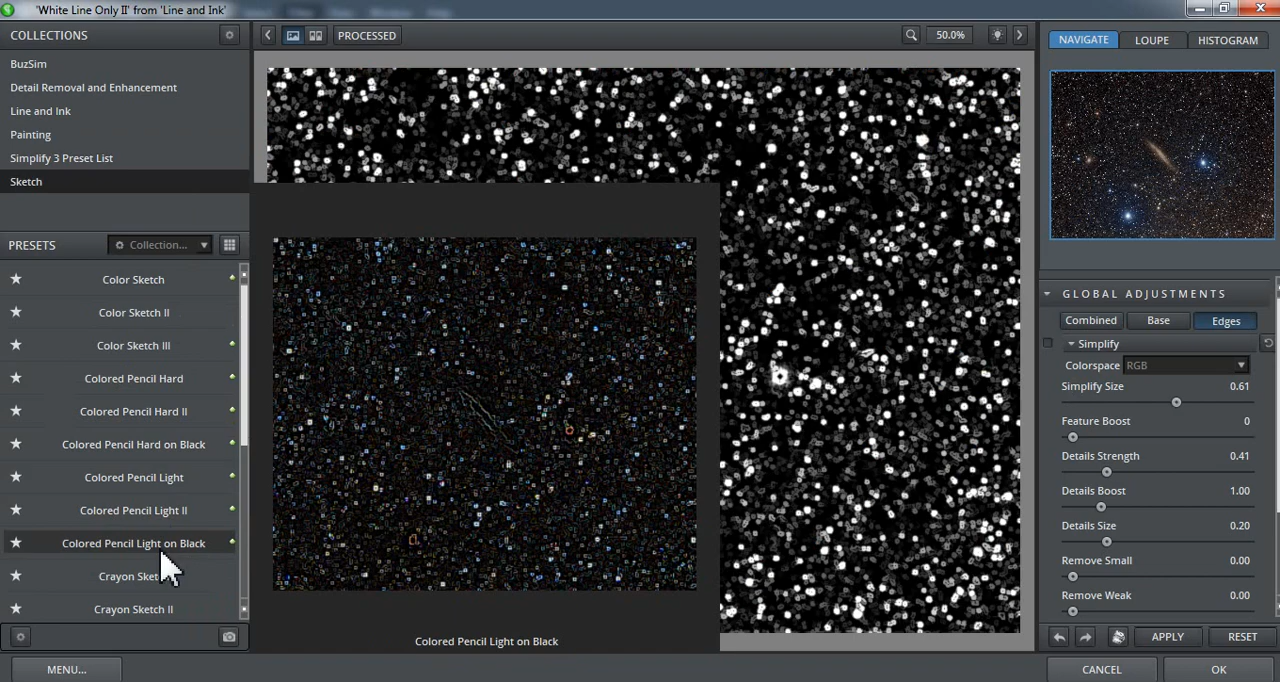 'White Line Only II' from 'Line and Ink'
COLLECTIONS
BuzSim
Detail Removal and Enhancement
Line and Ink
Painting
Simplify 3 Preset List
Sketch
PRESETS
Collection...
Color Sketch
Color Sketch II
Color Sketch III
Colored Pencil Hard
Colored Pencil Hard II
Colored Pencil Hard on Black
Colored Pencil Light
Colored Pencil Light II
Colored Pencil Light on Black
Crayon Sket
Crayon Sketch II
MENU...
PROCESSED
50.0%
Colored Pencil Light on Black
NAVIGATE
LOUPE
HISTOGRAM
GLOBAL ADJUSTMENTS
Combined
Base
Edges
Simplify
Colorspace RGB
Simplify Size 0.61
Feature Boost 0
Details Strength 0.41
Details Boost 1.00
Details Size 0.20
Remove Small 0.00
Remove Weak 0.00
APPLY
RESET
CANCEL
OK